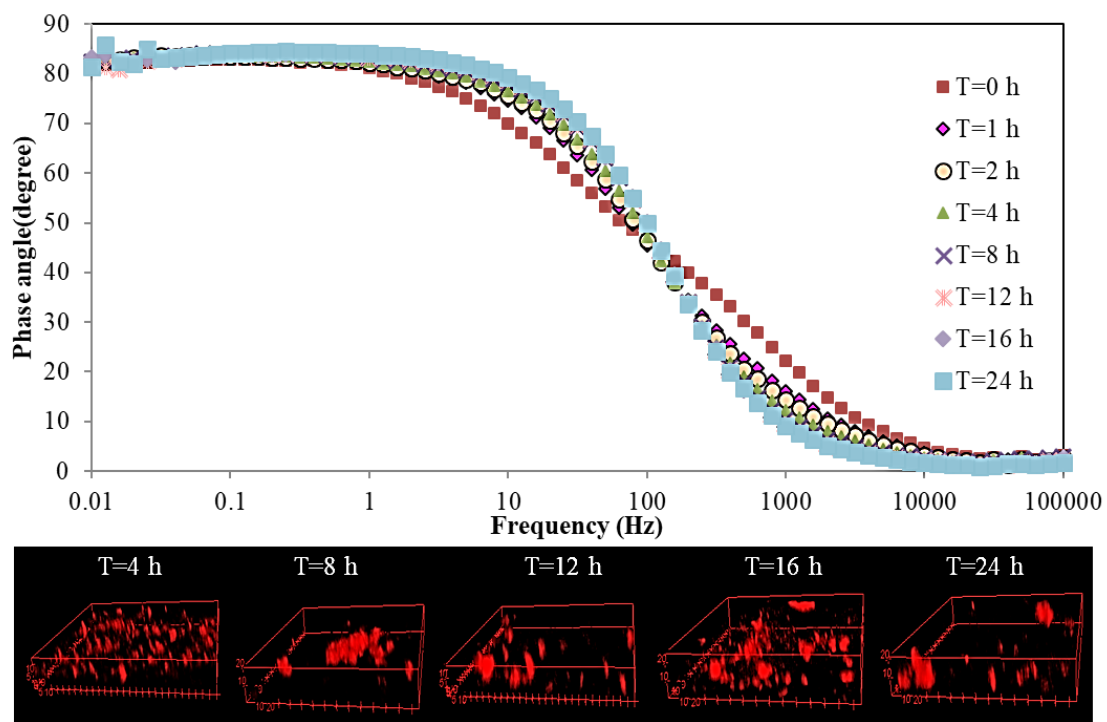 90
80
70
60
50
40
30
20
10
0
Phase angle(degree)
T=0 h
T=1 h
T=2 h
T=4 h
T=8 h
T=12 h
T=16 h
T=24 h
0.01 0.1 1 10 100 1000 10000 100000
Frequency (Hz)
T=4 h T=8 h T=12 h T=16 h T=24 h